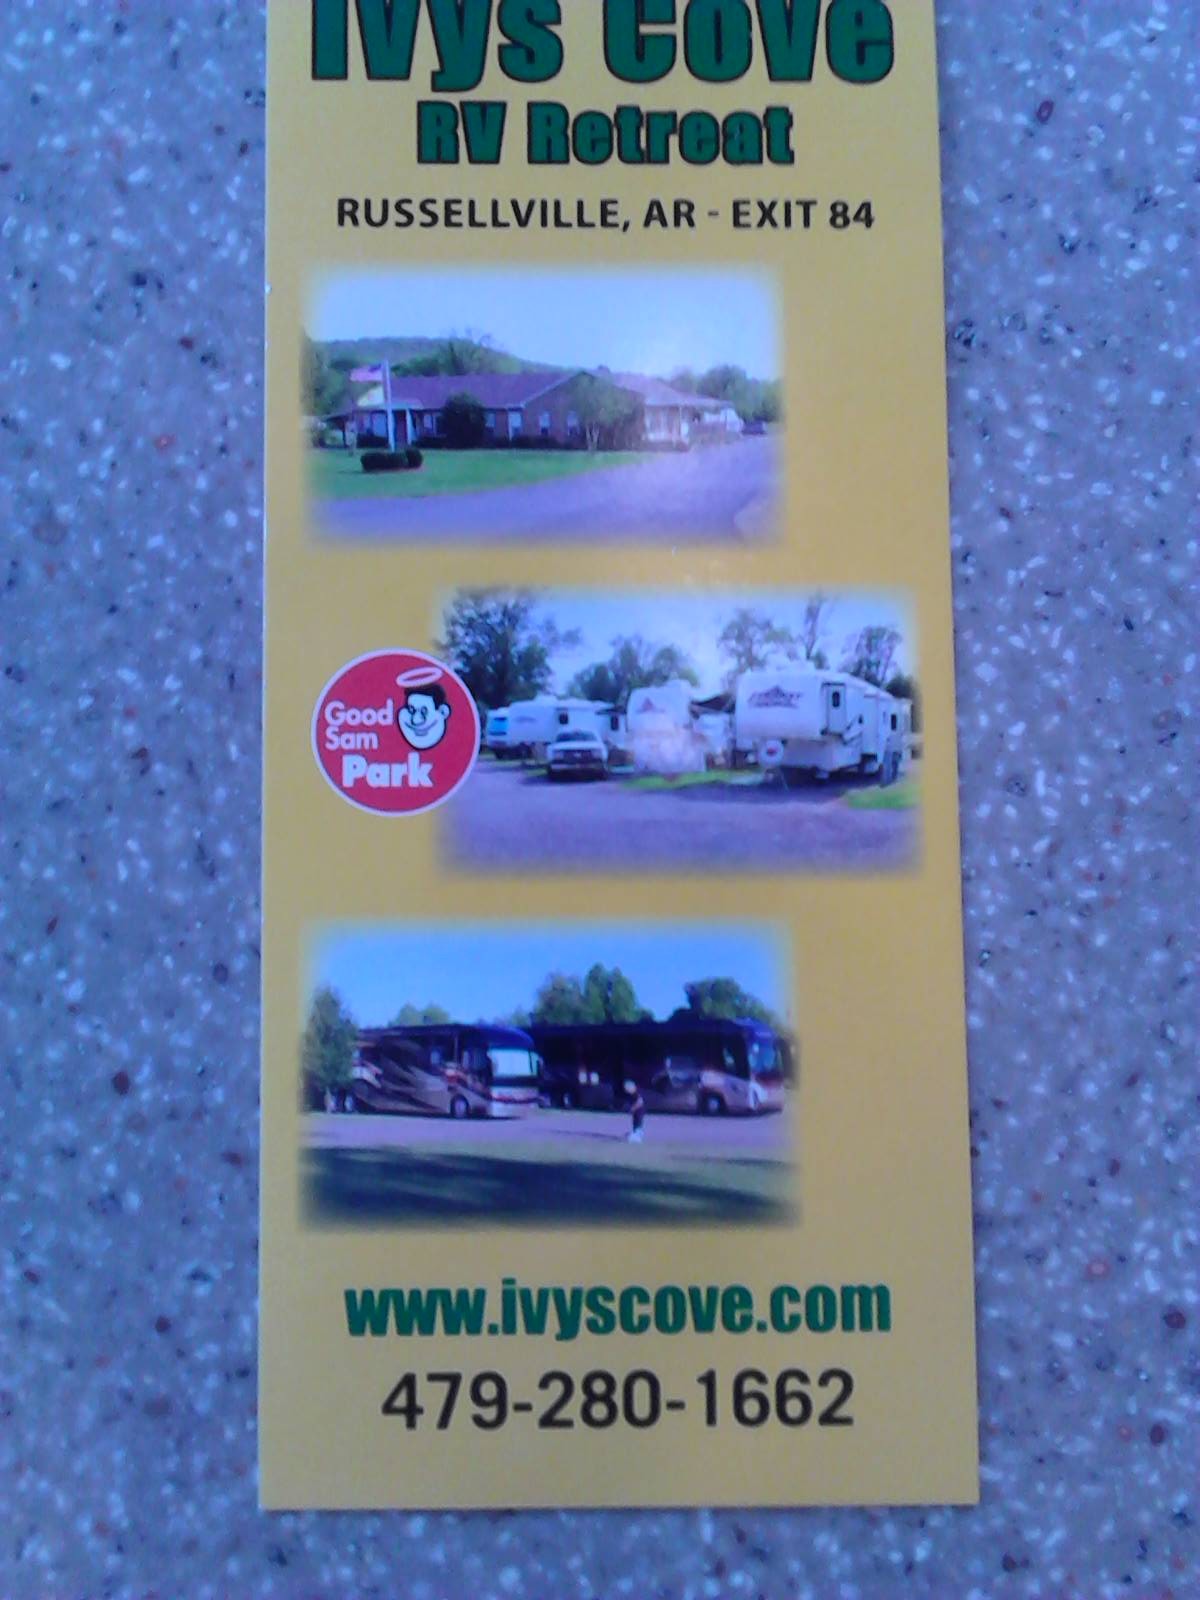 Ivys Cove
RV Retreat
RUSSELLVILLE, AR - EXIT 84
Good
Sam
Park
www.ivyscove.com
479-280-1662